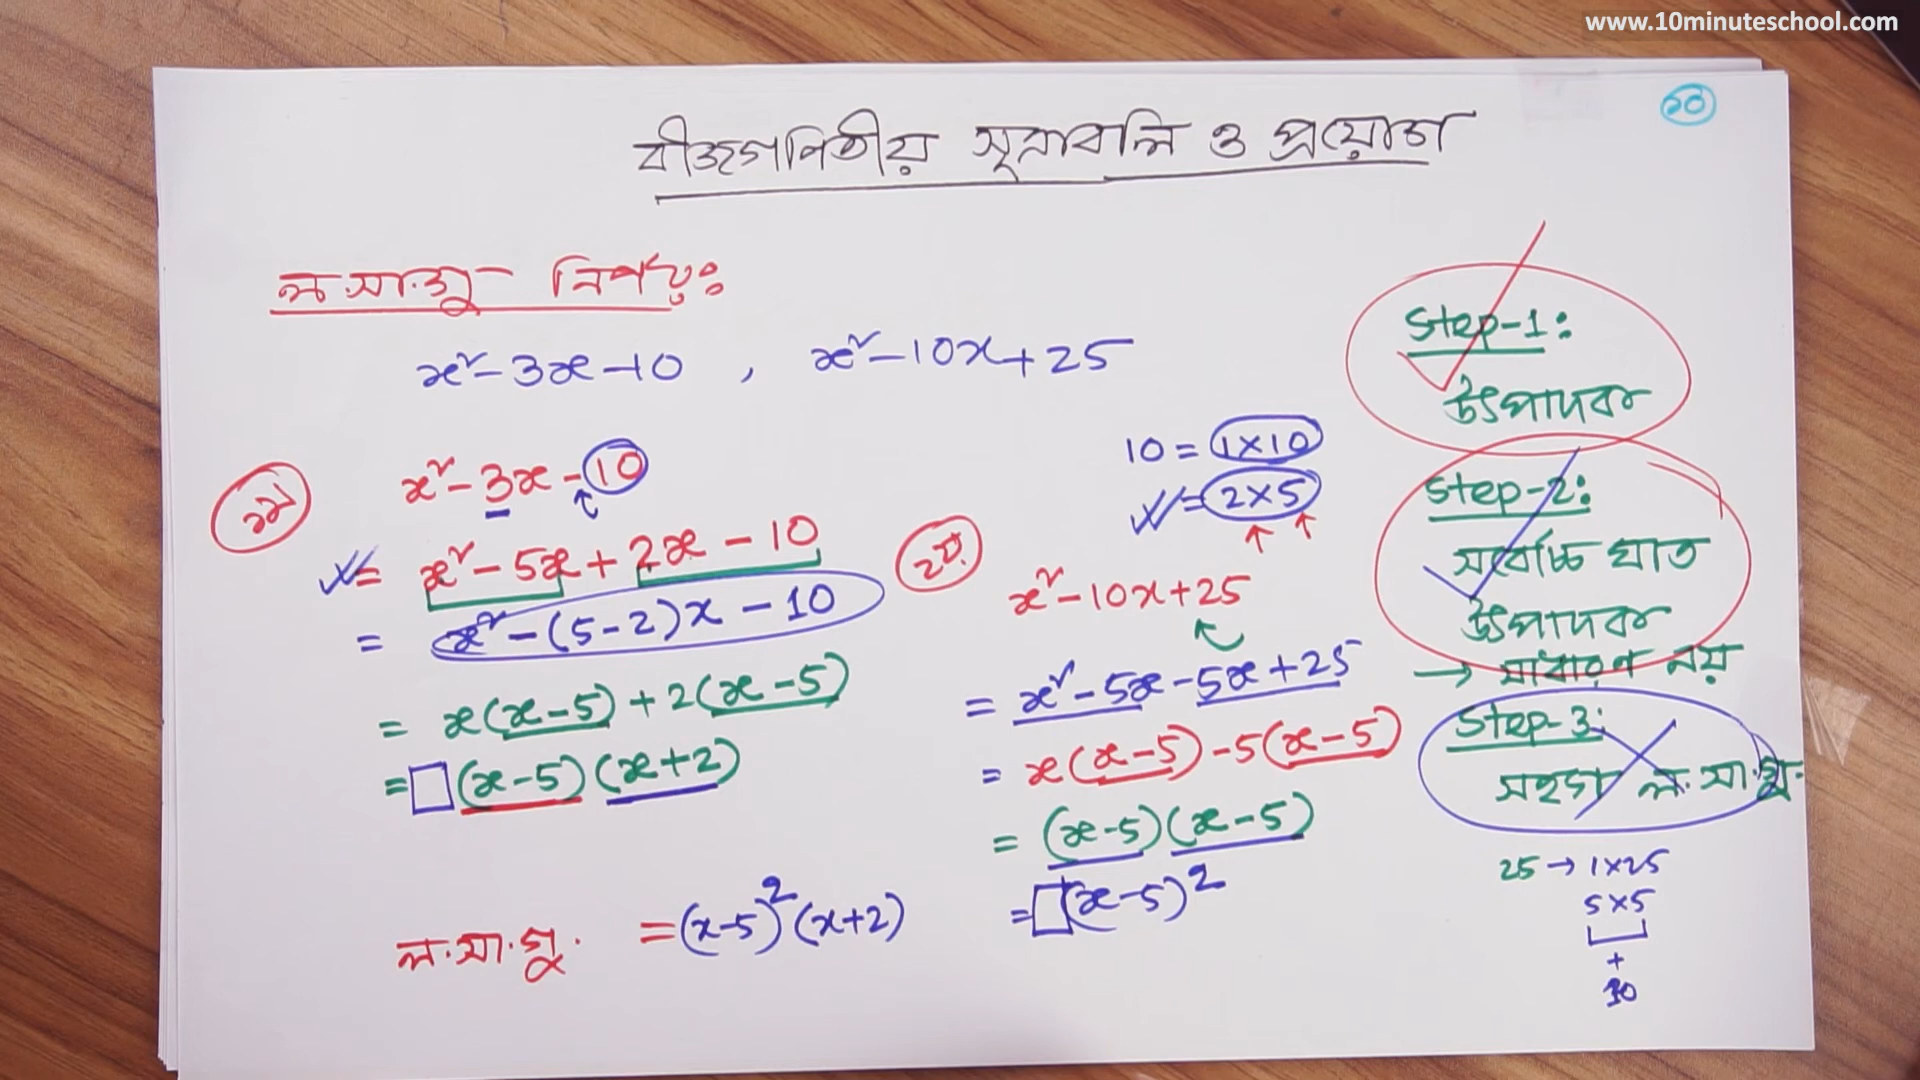 www.10minuteschool.com
১০
বীজগণিতীয় সূত্রাবলি ও প্রয়োগ
ল.সা.গু নির্ণয়ঃ
x² - 3x - 10 , x² - 10x + 25
Step-1:
উৎপাদক
Step-2:
সর্বোচ্চ ঘাত
উৎপাদক
→ সাধারণ নয়
Step-3:
সহগ ল.সা.গু.
25 → 1×25
5×5
+
10
১ম
x² - 3x - 10
= x² - 5x + 2x - 10
= x² - (5-2)x - 10
= x(x-5) + 2(x-5)
= (x-5)(x+2)
10 = 1×10
= 2×5
২য়.
x² - 10x + 25
= x² - 5x - 5x + 25
= x(x-5) - 5(x-5)
= (x-5)(x-5)
= (x-5)²
ল.সা.গু. = (x-5)²(x+2)